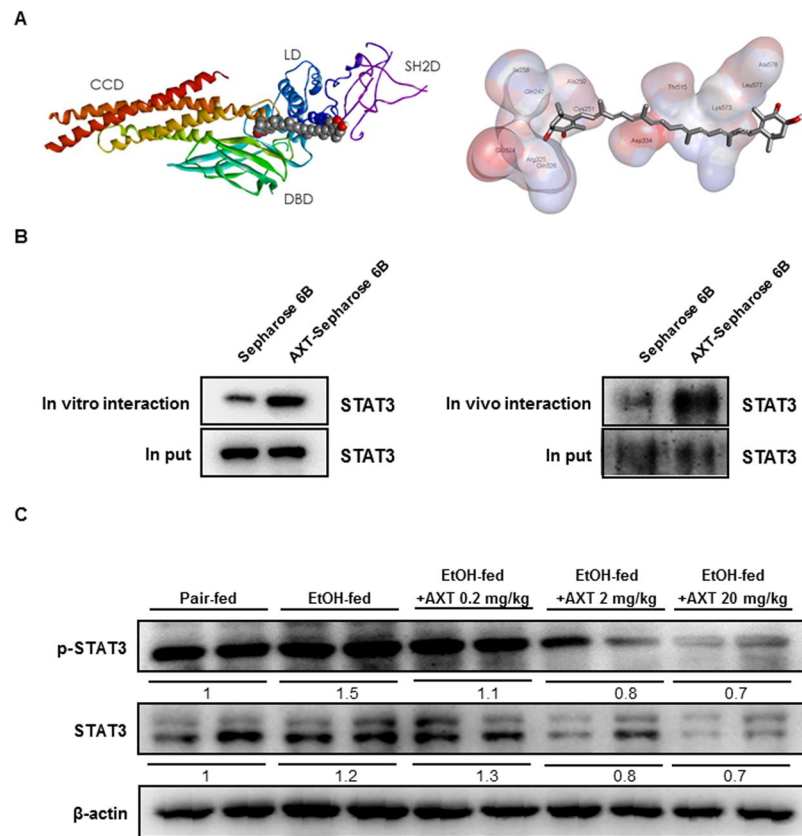 A
CCD
LD
SH2D
DBD
Ile258
Gln247
Ala250
Cys251
Arg325
Gln326
Asp334
Thr515
Lys573
Leu577
Ala578
B
Sepharose 6B
AXT-Sepharose 6B
In vitro interaction
STAT3
In put
STAT3
Sepharose 6B
AXT-Sepharose 6B
In vivo interaction
STAT3
In put
STAT3
C
Pair-fed
EtOH-fed
EtOH-fed
+AXT 0.2 mg/kg
EtOH-fed
+AXT 2 mg/kg
EtOH-fed
+AXT 20 mg/kg
p-STAT3
1 1.5 1.1 0.8 0.7
STAT3
1 1.2 1.3 0.8 0.7
β-actin